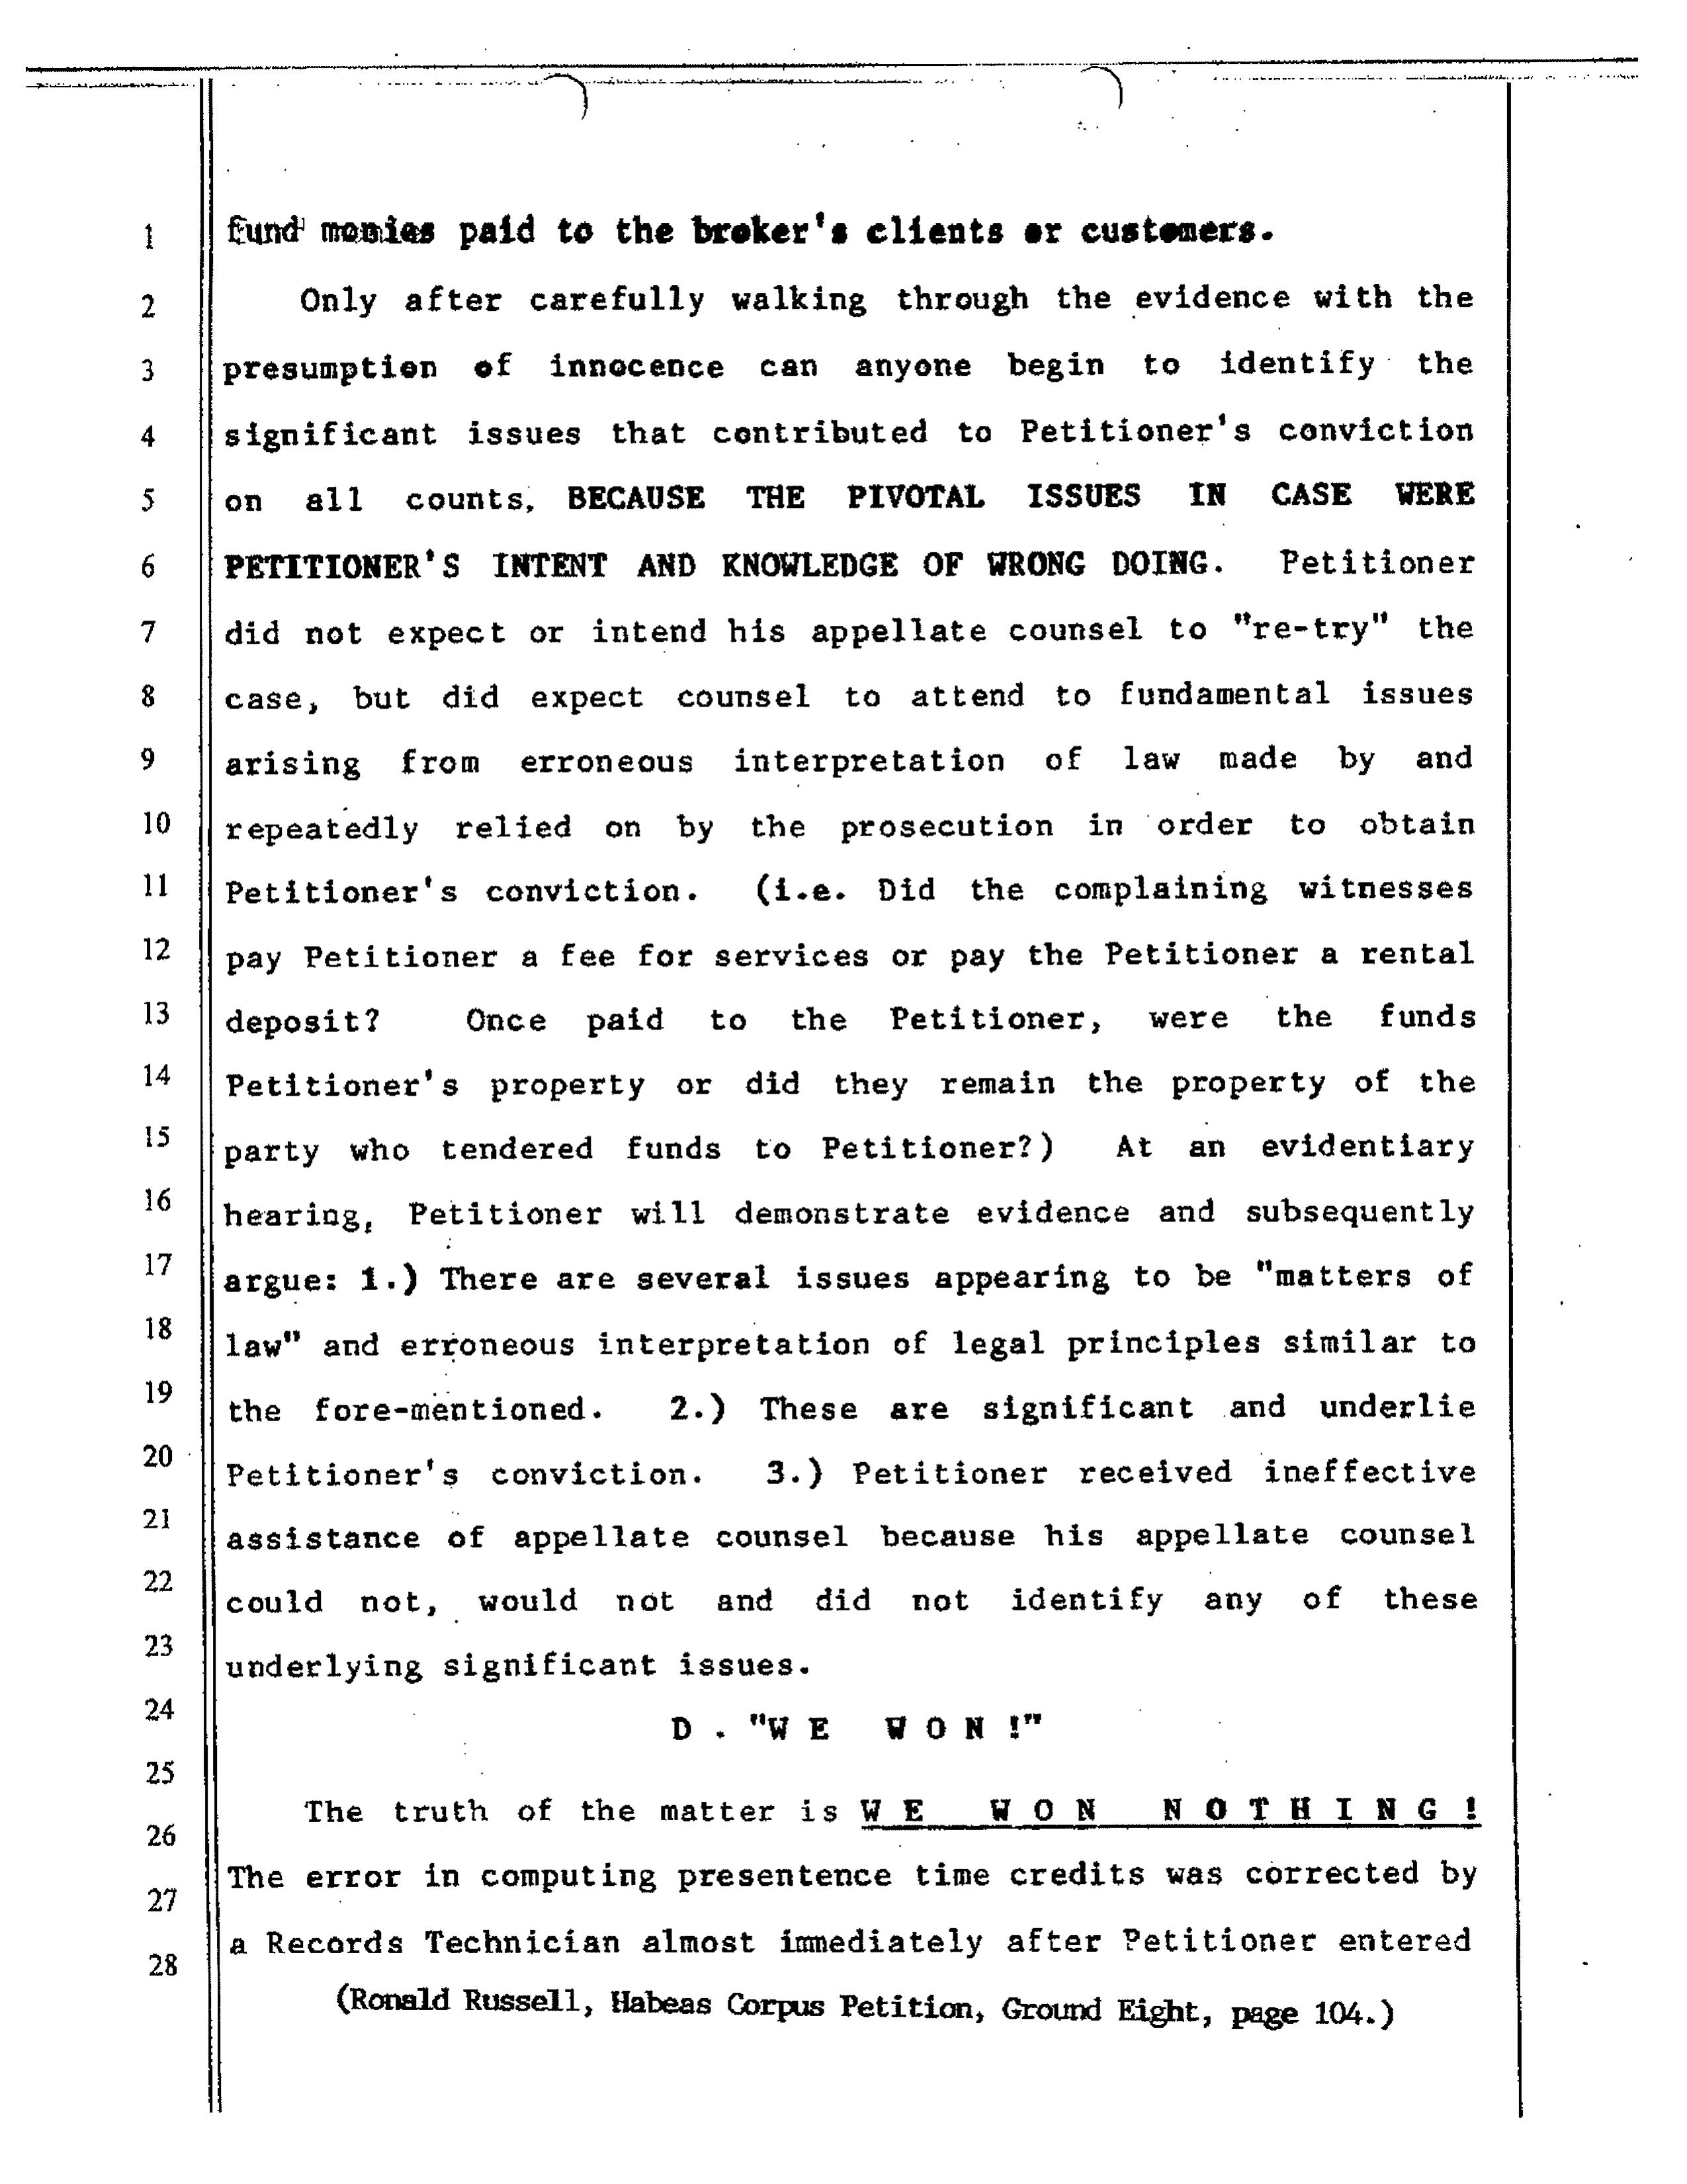 1 fund monies paid to the broker's clients or customers.
2 Only after carefully walking through the evidence with the
3 presumption of innocence can anyone begin to identify the
4 significant issues that contributed to Petitioner's conviction
5 on all counts, BECAUSE THE PIVOTAL ISSUES IN CASE WERE
6 PETITIONER'S INTENT AND KNOWLEDGE OF WRONG DOING. Petitioner
7 did not expect or intend his appellate counsel to "re-try" the
8 case, but did expect counsel to attend to fundamental issues
9 arising from erroneous interpretation of law made by and
10 repeatedly relied on by the prosecution in order to obtain
11 Petitioner's conviction. (i.e. Did the complaining witnesses
12 pay Petitioner a fee for services or pay the Petitioner a rental
13 deposit? Once paid to the Petitioner, were the funds
14 Petitioner's property or did they remain the property of the
15 party who tendered funds to Petitioner?) At an evidentiary
16 hearing, Petitioner will demonstrate evidence and subsequently
17 argue: 1.) There are several issues appearing to be "matters of
18 law" and erroneous interpretation of legal principles similar to
19 the fore-mentioned. 2.) These are significant and underlie
20 Petitioner's conviction. 3.) Petitioner received ineffective
21 assistance of appellate counsel because his appellate counsel
22 could not, would not and did not identify any of these
23 underlying significant issues.
24 D . "W E W O N !"
25
The truth of the matter is W E W O N N O T H I N G !
26
The error in computing presentence time credits was corrected by
27
a Records Technician almost immediately after Petitioner entered
28
(Ronald Russell, Habeas Corpus Petition, Ground Eight, page 104.)